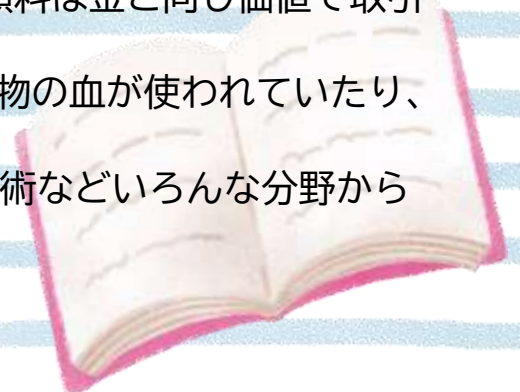 料は金と同じ価値で取引
物の血が使われていたり、
術などいろんな分野から